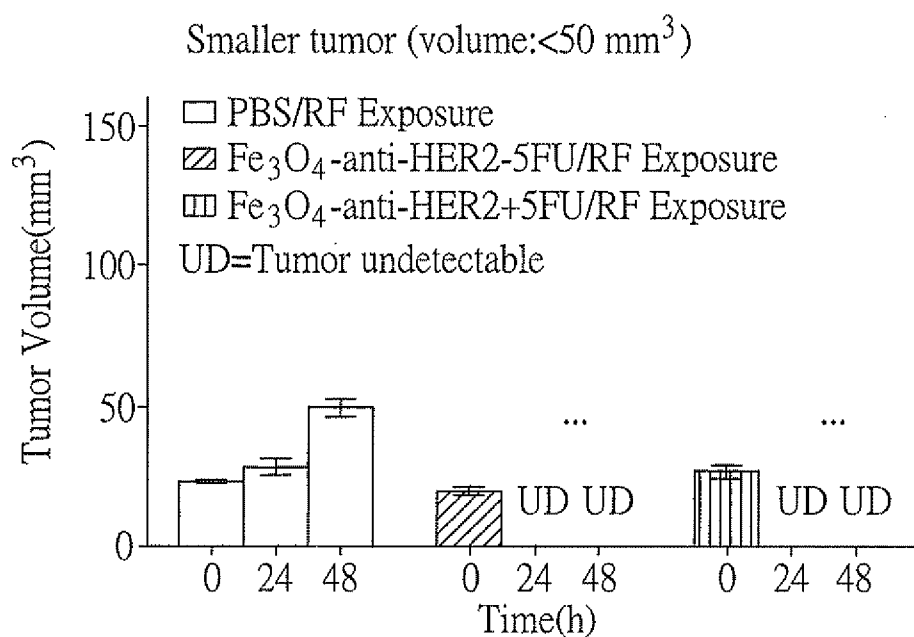 Smaller tumor (volume:<50 mm³)
PBS/RF Exposure
Fe₃O₄-anti-HER2-5FU/RF Exposure
Fe₃O₄-anti-HER2+5FU/RF Exposure
UD=Tumor undetectable
Tumor Volume(mm³)
150
100
50
0
... ...
UD UD UD UD
0 24 48 0 24 48 0 24 48
Time(h)